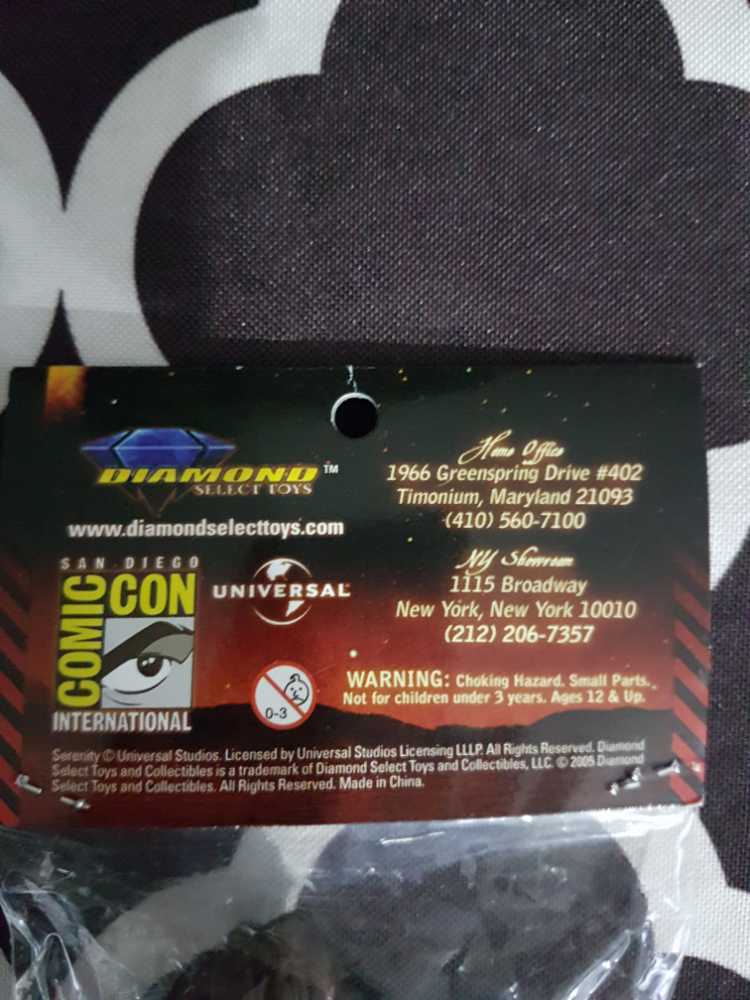 DIAMOND™
SELECT TOYS
www.diamondselecttoys.com
Home Office
1966 Greenspring Drive #402
Timonium, Maryland 21093
(410) 560-7100
NY Showroom
1115 Broadway
New York, New York 10010
(212) 206-7357
SAN DIEGO
COMIC CON
INTERNATIONAL
UNIVERSAL
0-3
WARNING: Choking Hazard. Small Parts.
Not for children under 3 years. Ages 12 & Up.
Serenity © Universal Studios. Licensed by Universal Studios Licensing LLLP. All Rights Reserved. Diamond
Select Toys and Collectibles is a trademark of Diamond Select Toys and Collectibles, LLC. © 2005 Diamond
Select Toys and Collectibles. All Rights Reserved. Made in China.